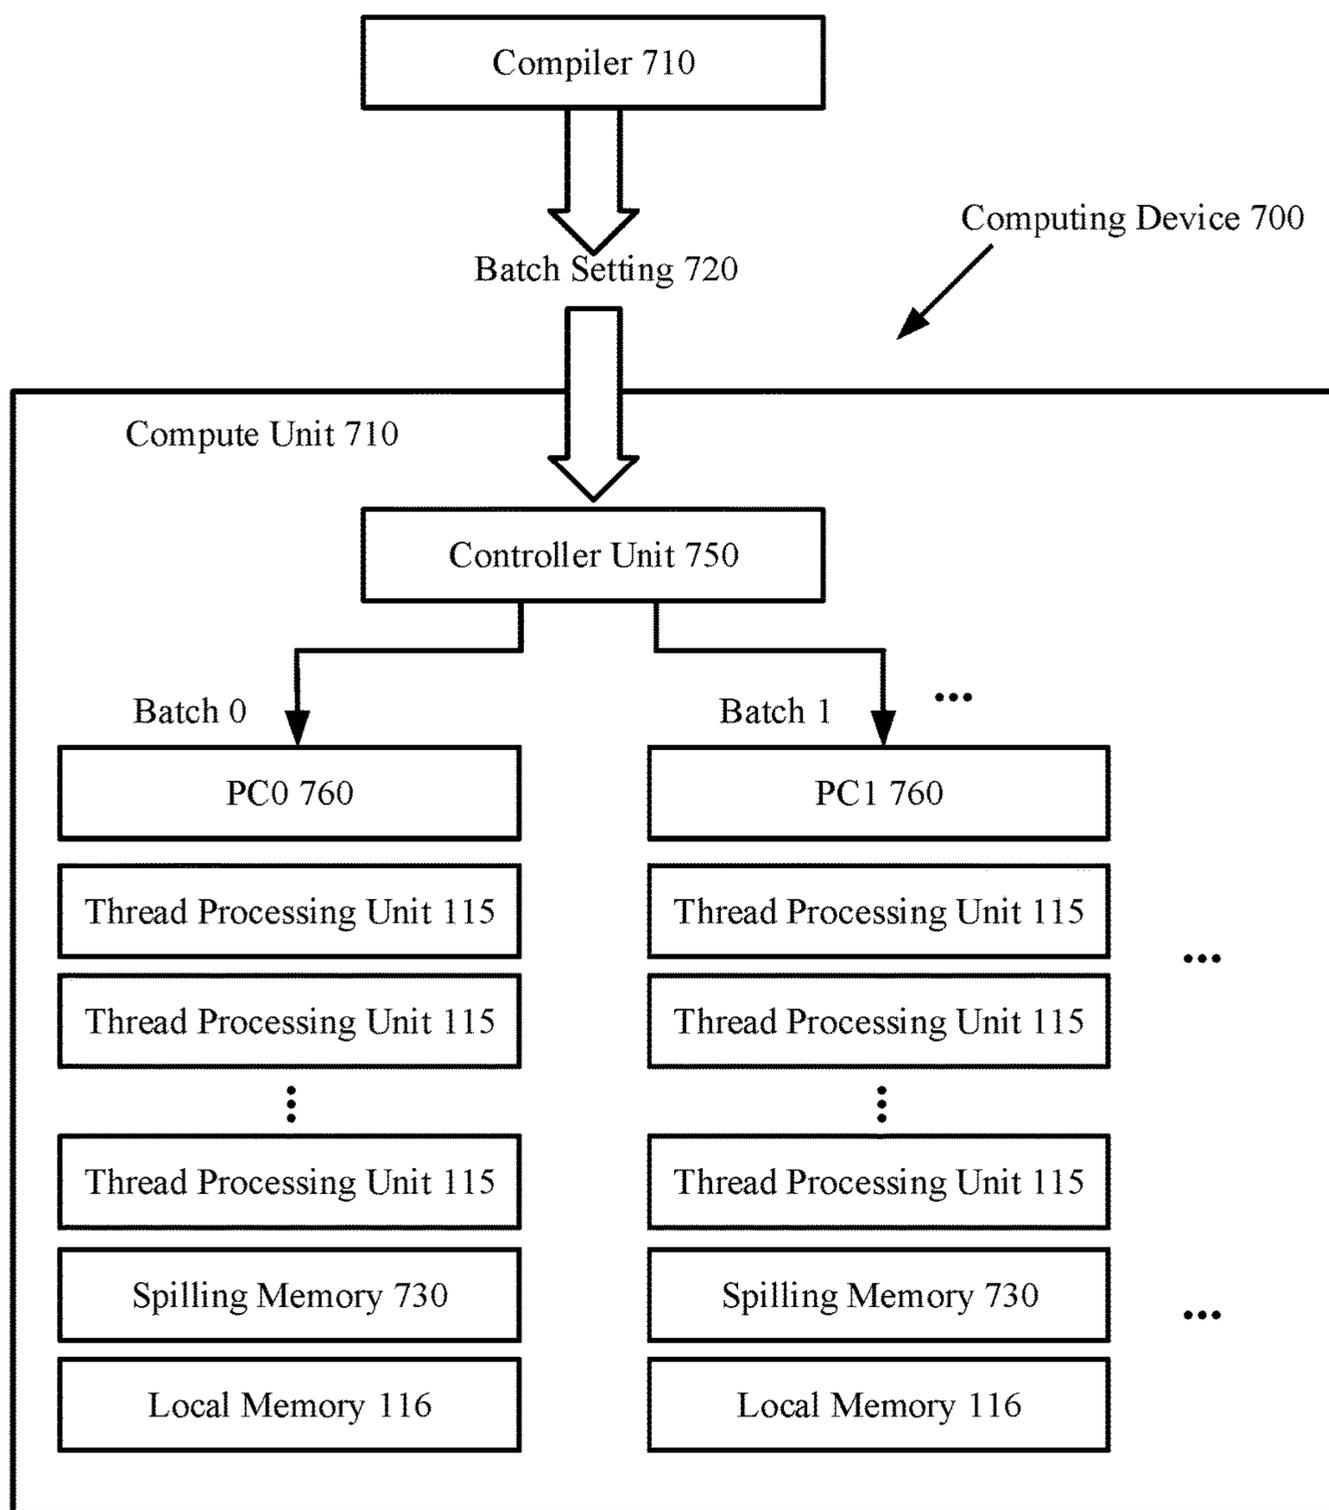 Compiler 710
Computing Device 700
Batch Setting 720
Compute Unit 710
Controller Unit 750
Batch 0
Batch 1
...
PC0 760
PC1 760
Thread Processing Unit 115
Thread Processing Unit 115
...
Thread Processing Unit 115
Thread Processing Unit 115
Thread Processing Unit 115
Thread Processing Unit 115
Spilling Memory 730
Spilling Memory 730
...
Local Memory 116
Local Memory 116